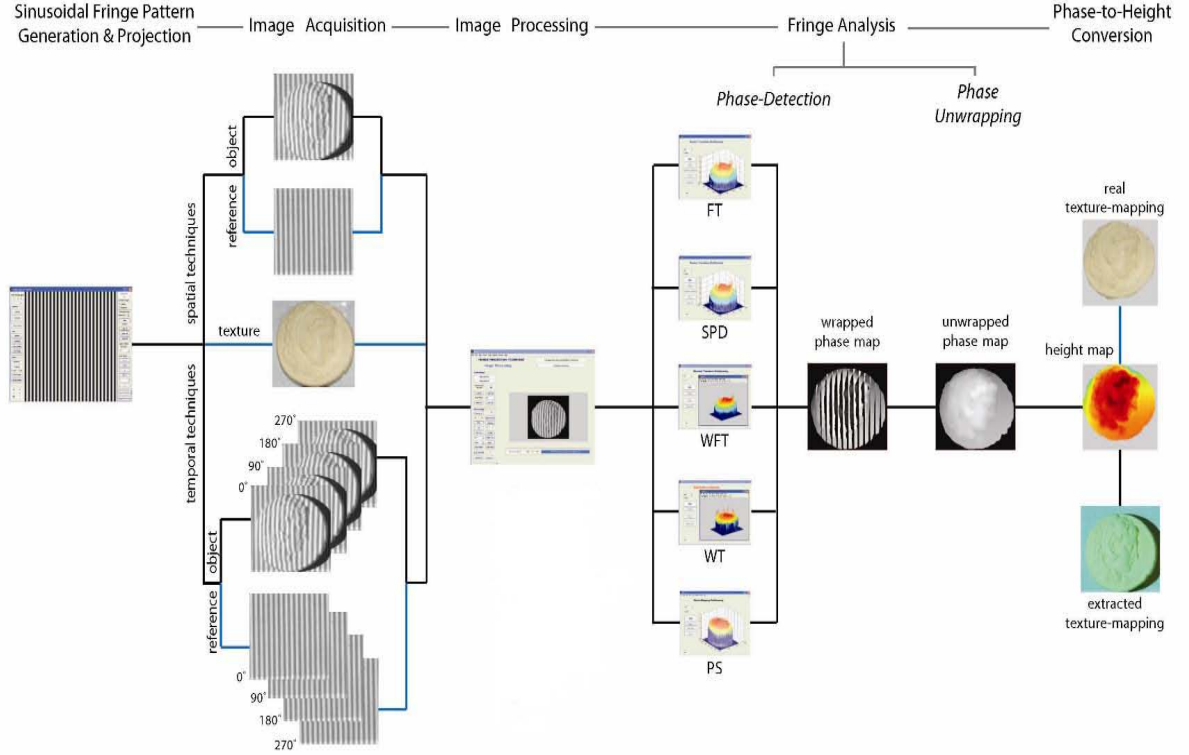 Sinusoidal Fringe Pattern
Generation & Projection
Image Acquisition
Image Processing
Fringe Analysis
Phase-to-Height
Conversion
Phase-Detection
Phase
Unwrapping
spatial techniques
object
reference
texture
temporal techniques
270°
180°
90°
0°
object
reference
0°
90°
180°
270°
FT
SPD
WFT
WT
PS
wrapped
phase map
unwrapped
phase map
real
texture-mapping
height map
extracted
texture-mapping